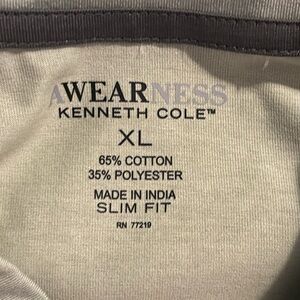 AWEARNESS
KENNETH COLE™
XL
65% COTTON
35% POLYESTER
MADE IN INDIA
SLIM FIT
RN 77219